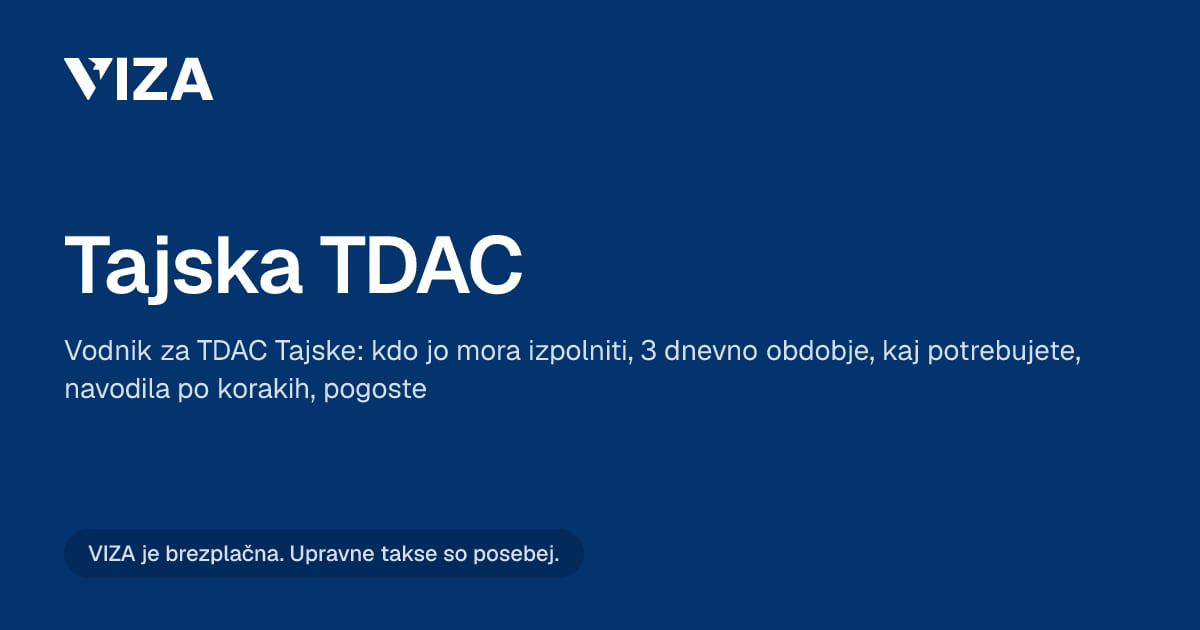 VIZA
Tajska TDAC
Vodnik za TDAC Tajske: kdo jo mora izpolniti, 3 dnevno obdobje, kaj potrebujete,
navodila po korakih, pogoste
VIZA je brezplačna. Upravne takse so posebej.